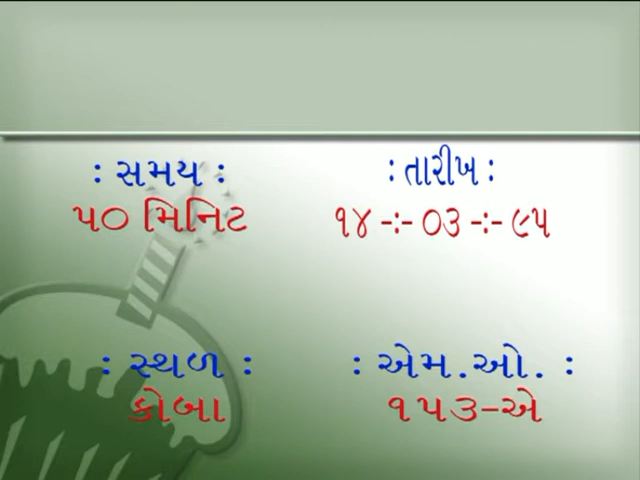 : સમય :
૫૦ મિનિટ
: તારીખ :
૧૪ -:- ૦૩ -:- ૯૫
: સ્થળ :
કોબા
: એમ.ઓ. :
૧૫૩-એ